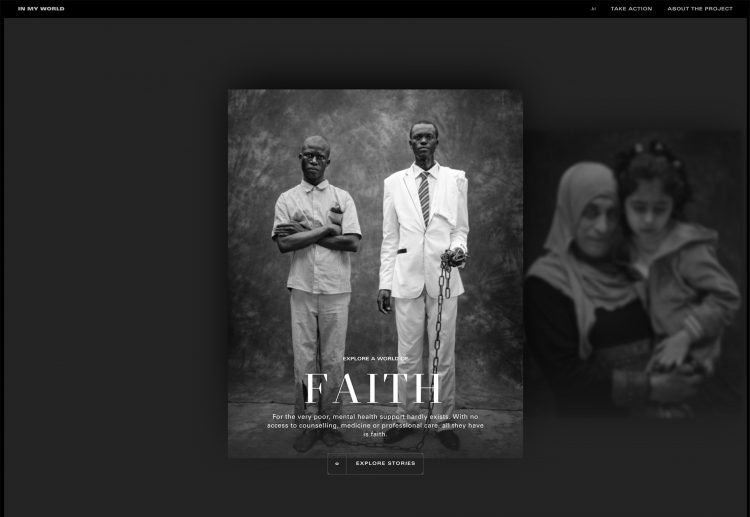 IN MY WORLD
TAKE ACTION
ABOUT THE PROJECT
EXPLORE A WORLD OF
FAITH
For the very poor, mental health support hardly exists. With no
access to counselling, medicine or professional care, all they have
is faith.
EXPLORE STORIES